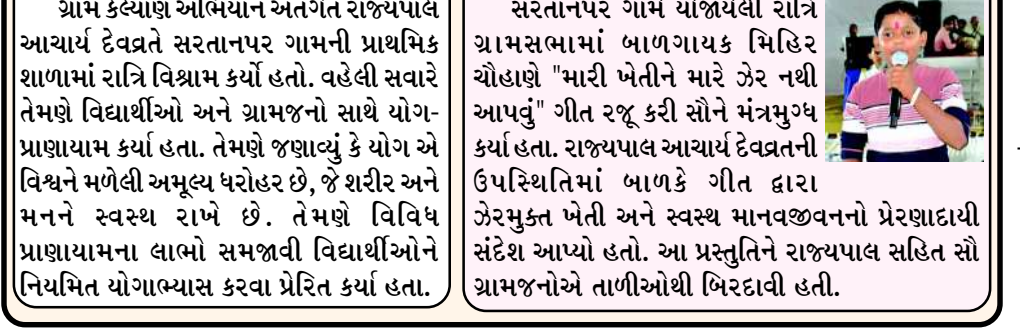 ગ્રામ કલ્યાણ અભિયાન અંતર્ગત રાજ્યપાલ
આચાર્ય દેવવ્રતે સરતાનપર ગામની પ્રાથમિક
શાળામાં રાત્રિ વિશ્રામ કર્યો હતો. વહેલી સવારે
તેમણે વિદ્યાર્થીઓ અને ગ્રામજનો સાથે યોગ-
પ્રાણાયામ કર્યા હતા. તેમણે જણાવ્યું કે યોગ એ
વિશ્વને મળેલી અમૂલ્ય ધરોહર છે, જે શરીર અને
મનને સ્વસ્થ રાખે છે. તેમણે વિવિધ
પ્રાણાયામના લાભો સમજાવી વિદ્યાર્થીઓને
નિયમિત યોગાભ્યાસ કરવા પ્રેરિત કર્યા હતા.
સરતાનપર ગામે યોજાયેલી રાત્રિ
ગ્રામસભામાં બાળગાયક મિહિર
ચૌહાણે "મારી ખેતીને મારે ઝેર નથી
આપવું" ગીત રજૂ કરી સૌને મંત્રમુગ્ધ
કર્યા હતા. રાજ્યપાલ આચાર્ય દેવવ્રતની
ઉપસ્થિતિમાં બાળકે ગીત દ્વારા
ઝેરમુક્ત ખેતી અને સ્વસ્થ માનવજીવનનો પ્રેરણાદાયી
સંદેશ આપ્યો હતો. આ પ્રસ્તુતિને રાજ્યપાલ સહિત સૌ
ગ્રામજનોએ તાળીઓથી બિરદાવી હતી.